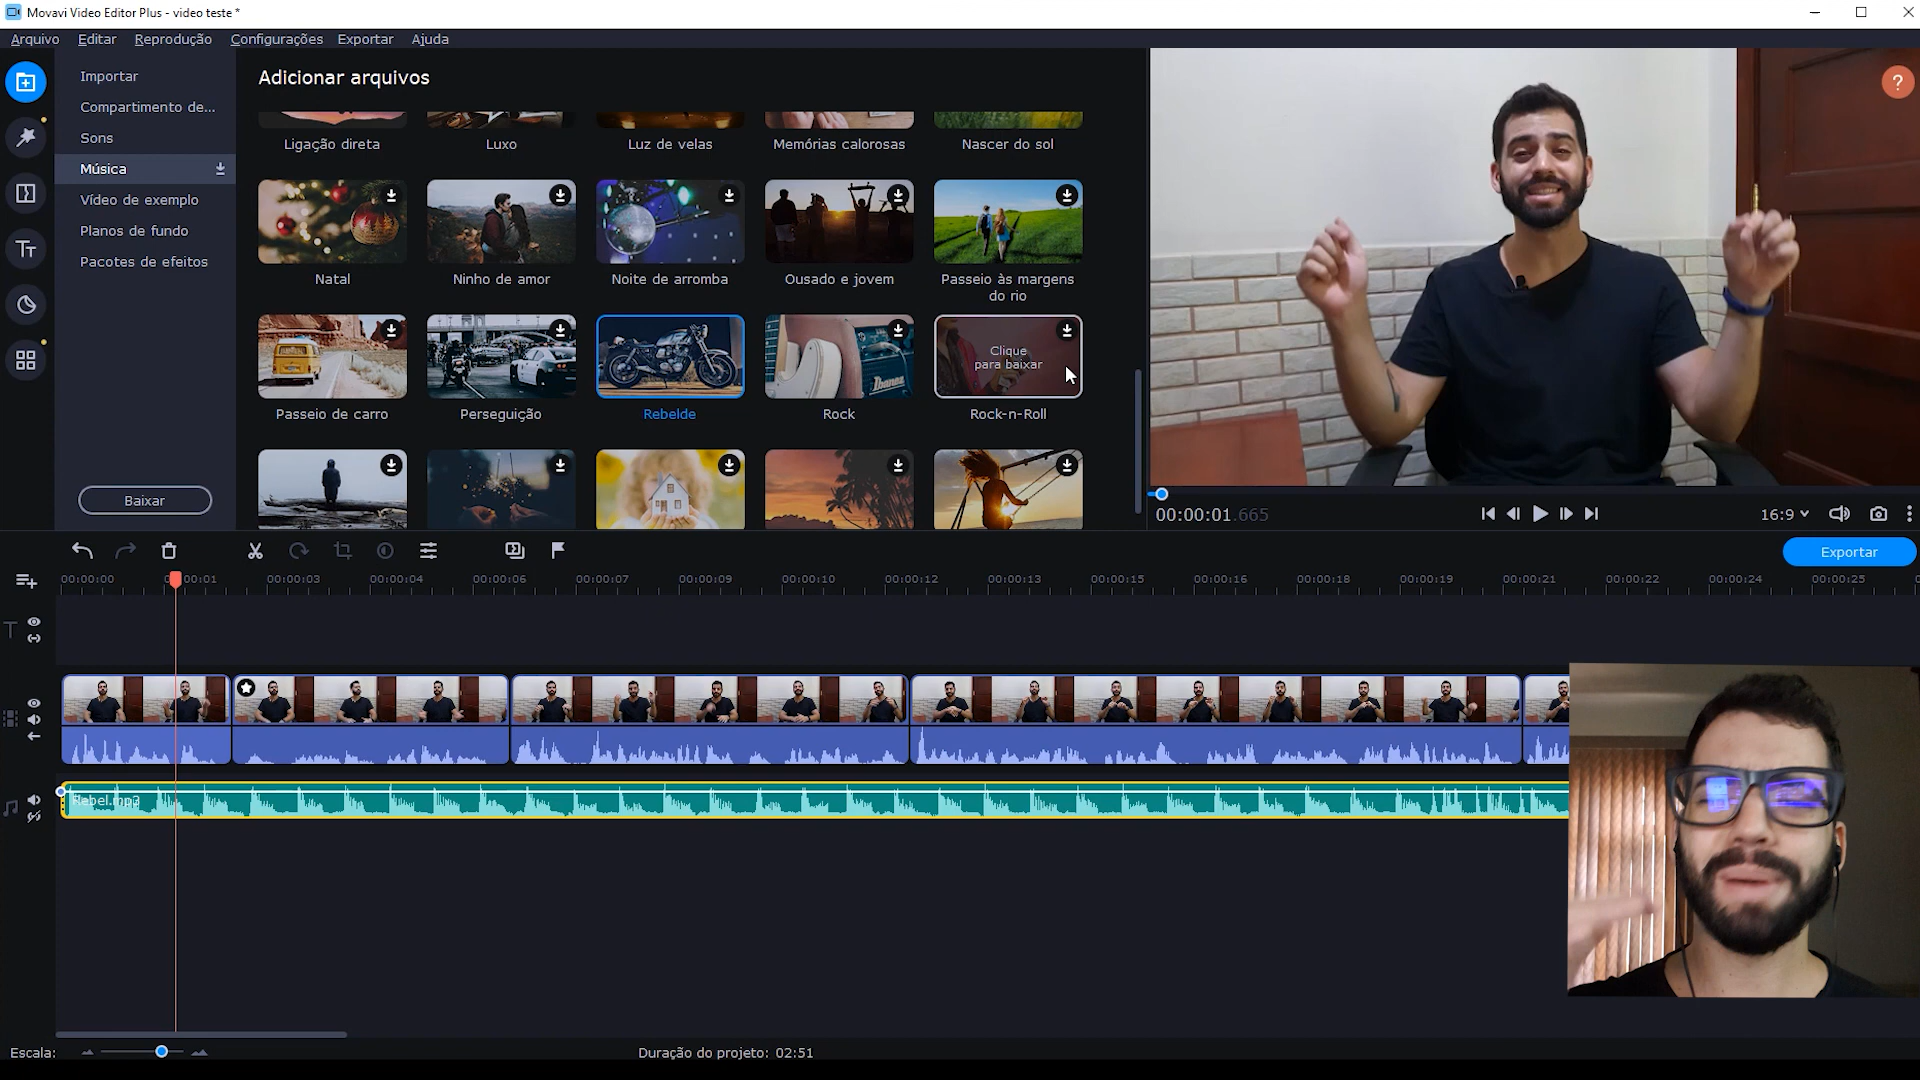 Movavi Video Editor Plus - video teste *
Arquivo Editar Reprodução Configurações Exportar Ajuda
Importar
Compartimento de...
Sons
Música
Vídeo de exemplo
Planos de fundo
Pacotes de efeitos
Baixar
Adicionar arquivos
Ligação direta Luxo Luz de velas Memórias calorosas Nascer do sol
Natal Ninho de amor Noite de arromba Ousado e jovem Passeio às margens
do rio
Ibanez
Clique
para baixar
Passeio de carro Perseguição Rebelde Rock Rock-n-Roll
?
00:00:01.665
16:9
Exportar
00:00:00 00:00:01 00:00:03 00:00:04 00:00:06 00:00:07 00:00:09 00:00:10 00:00:12 00:00:13 00:00:15 00:00:16 00:00:18 00:00:19 00:00:21 00:00:22 00:00:24 00:00:25
Rebel.mp3
Escala:
Duração do projeto: 02:51